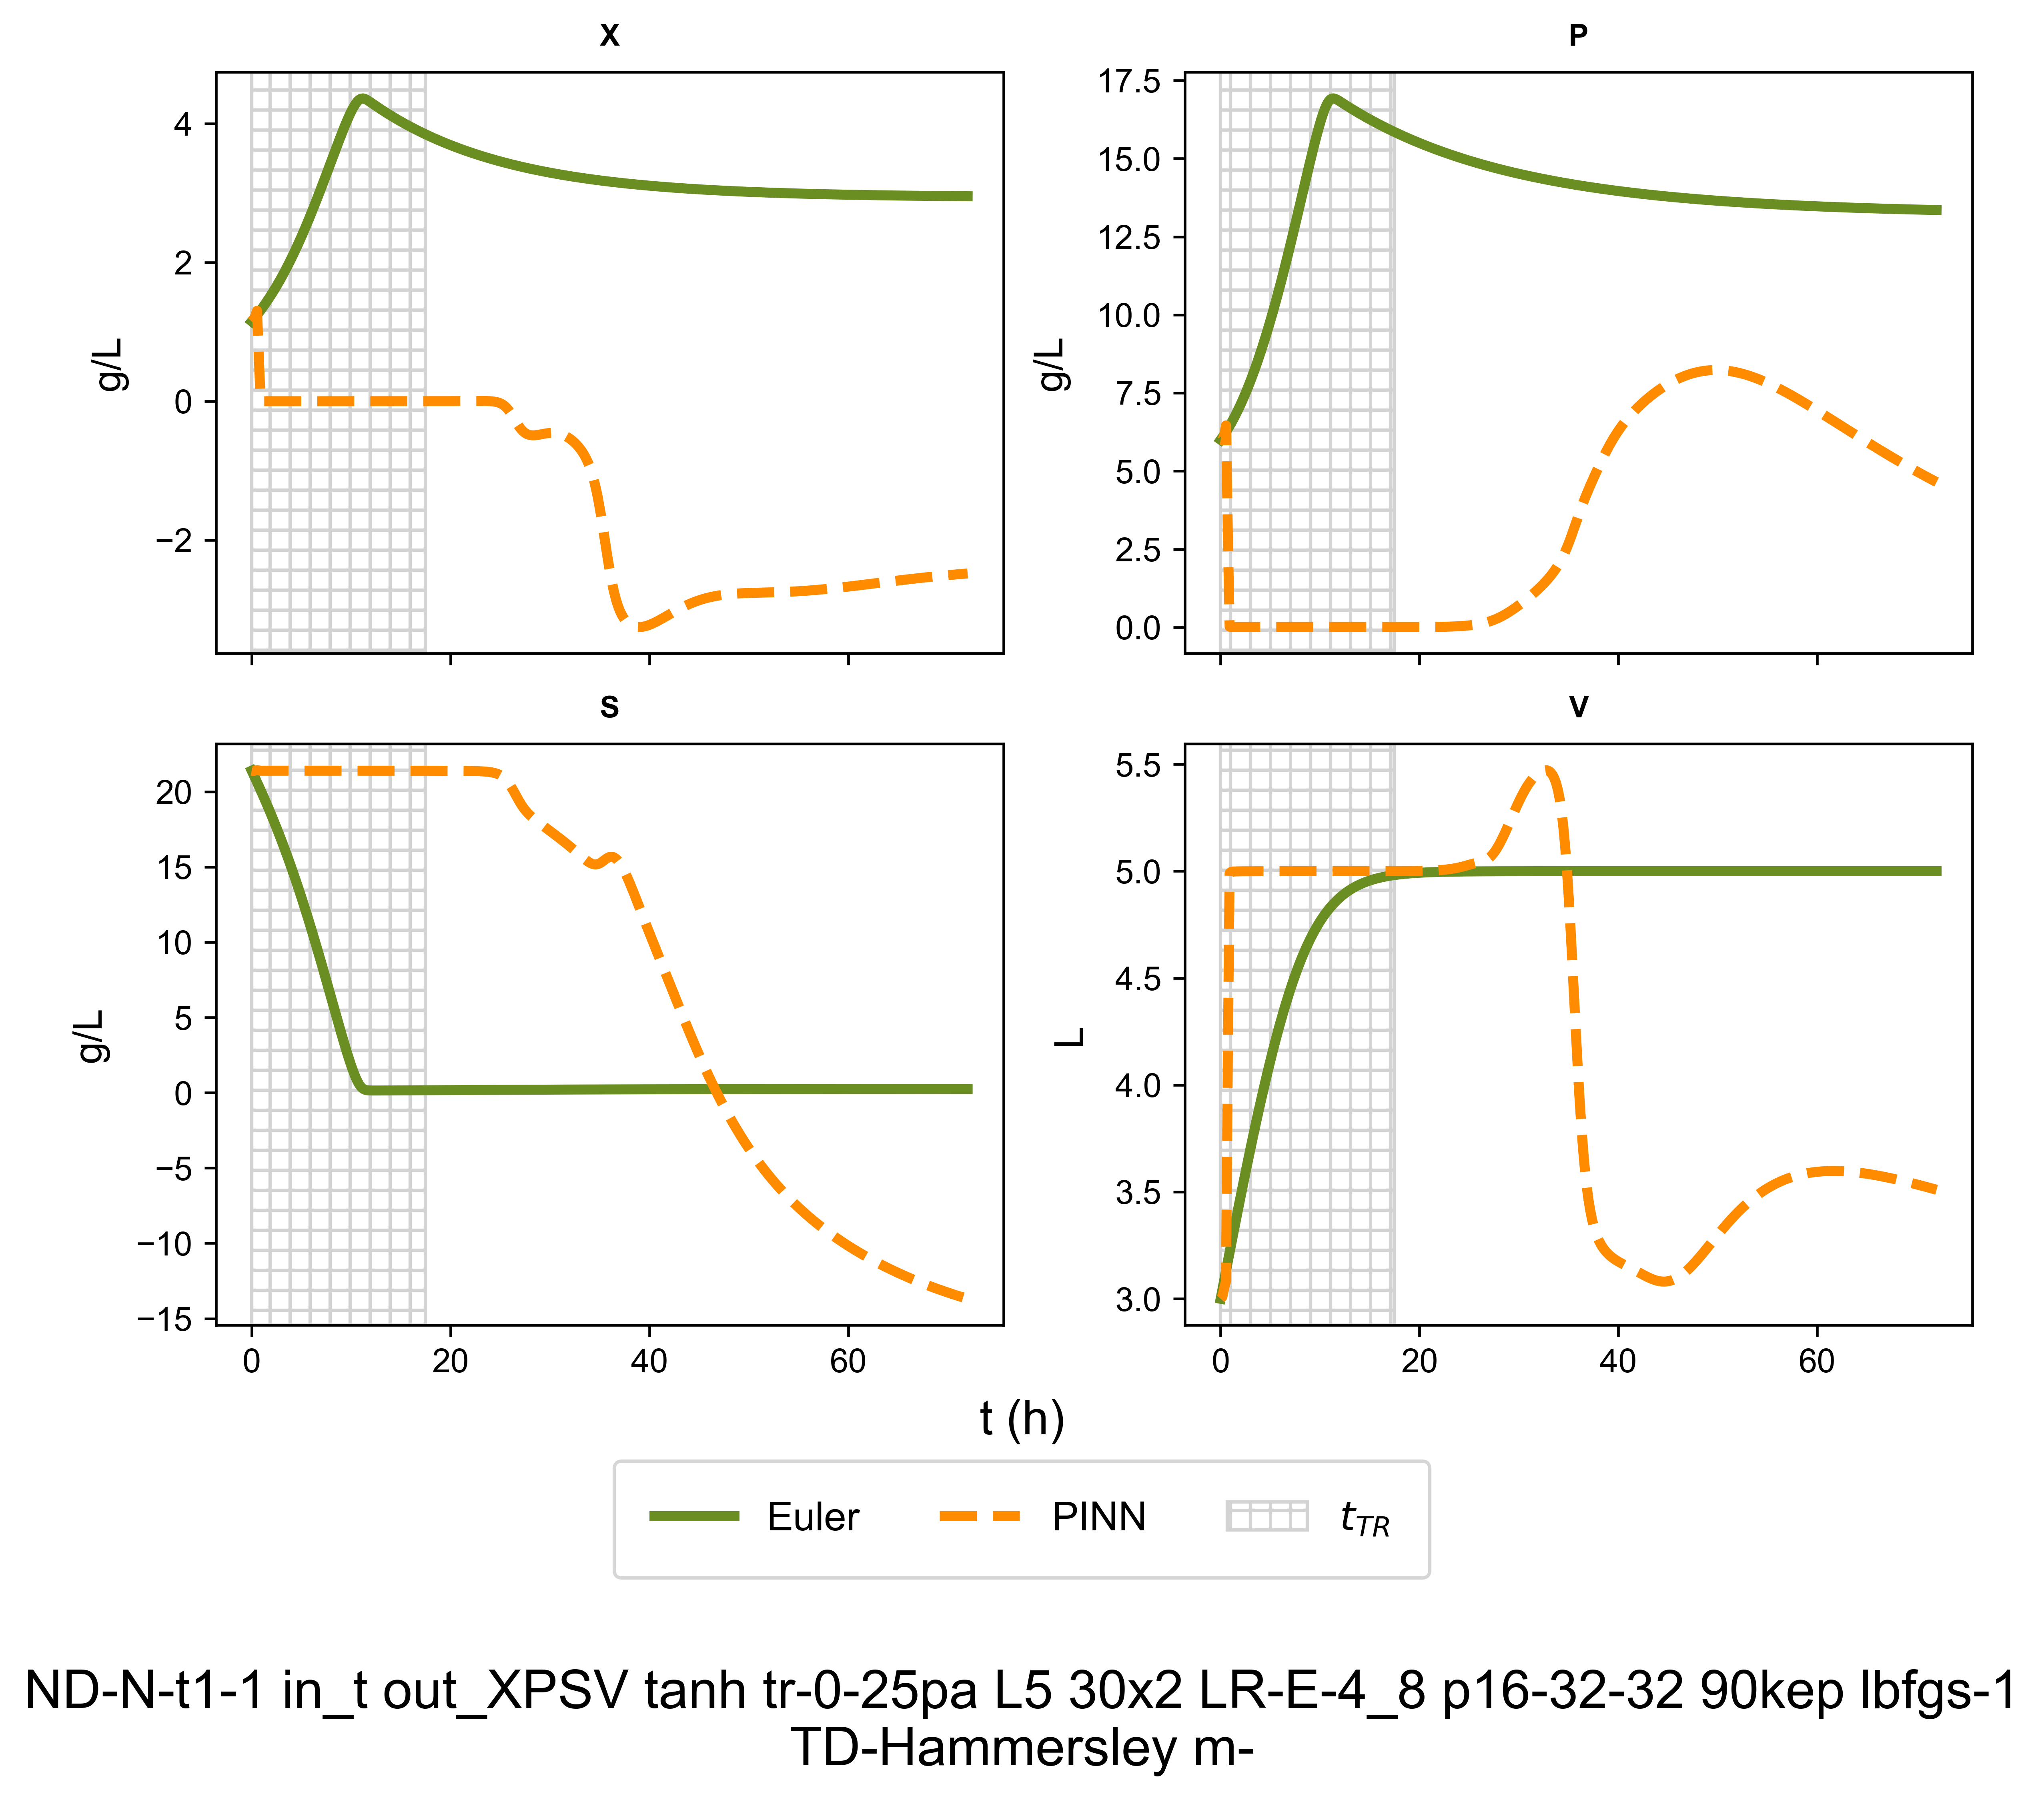 X
4
2
0
−2
g/L
P
17.5
15.0
12.5
10.0
7.5
5.0
2.5
0.0
g/L
S
20
15
10
5
0
−5
−10
−15
g/L
0 20 40 60
V
5.5
5.0
4.5
4.0
3.5
3.0
L
0 20 40 60
t (h)
Euler PINN t_TR
ND-N-t1-1 in_t out_XPSV tanh tr-0-25pa L5 30x2 LR-E-4_8 p16-32-32 90kep lbfgs-1
TD-Hammersley m-